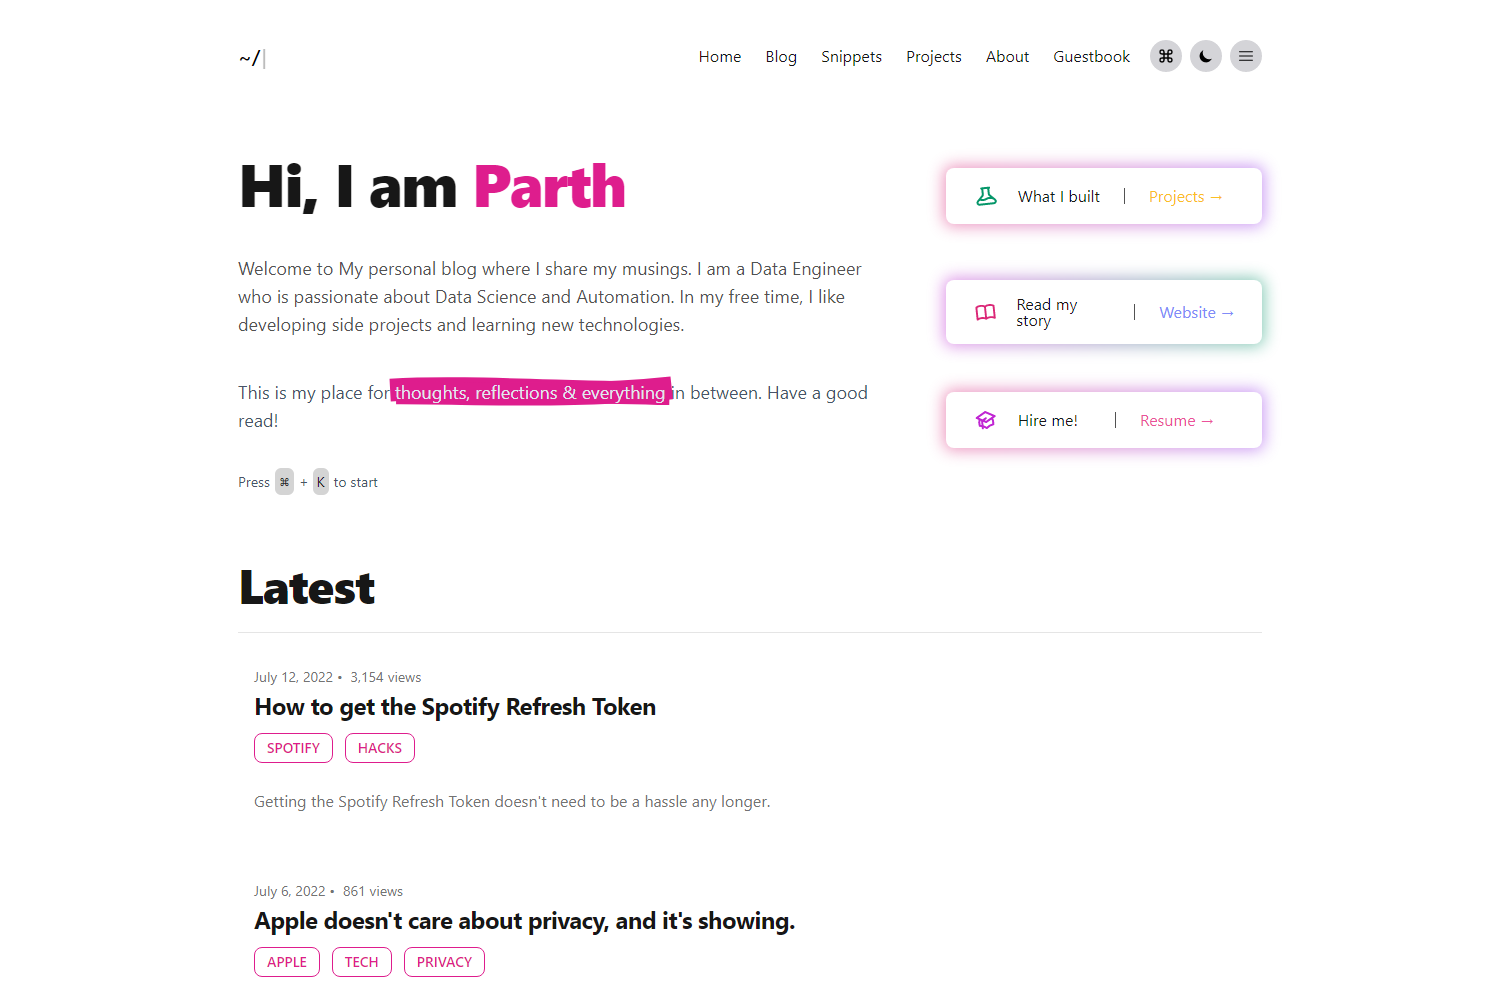 ~/
Home Blog Snippets Projects About Guestbook ⌘
Hi, I am Parth
Welcome to My personal blog where I share my musings. I am a Data Engineer
who is passionate about Data Science and Automation. In my free time, I like
developing side projects and learning new technologies.
This is my place for thoughts, reflections & everything in between. Have a good
read!
Press ⌘ + K to start
What I built | Projects →
Read my
story | Website →
Hire me! | Resume →
Latest
July 12, 2022 • 3,154 views
How to get the Spotify Refresh Token
SPOTIFY HACKS
Getting the Spotify Refresh Token doesn't need to be a hassle any longer.
July 6, 2022 • 861 views
Apple doesn't care about privacy, and it's showing.
APPLE TECH PRIVACY